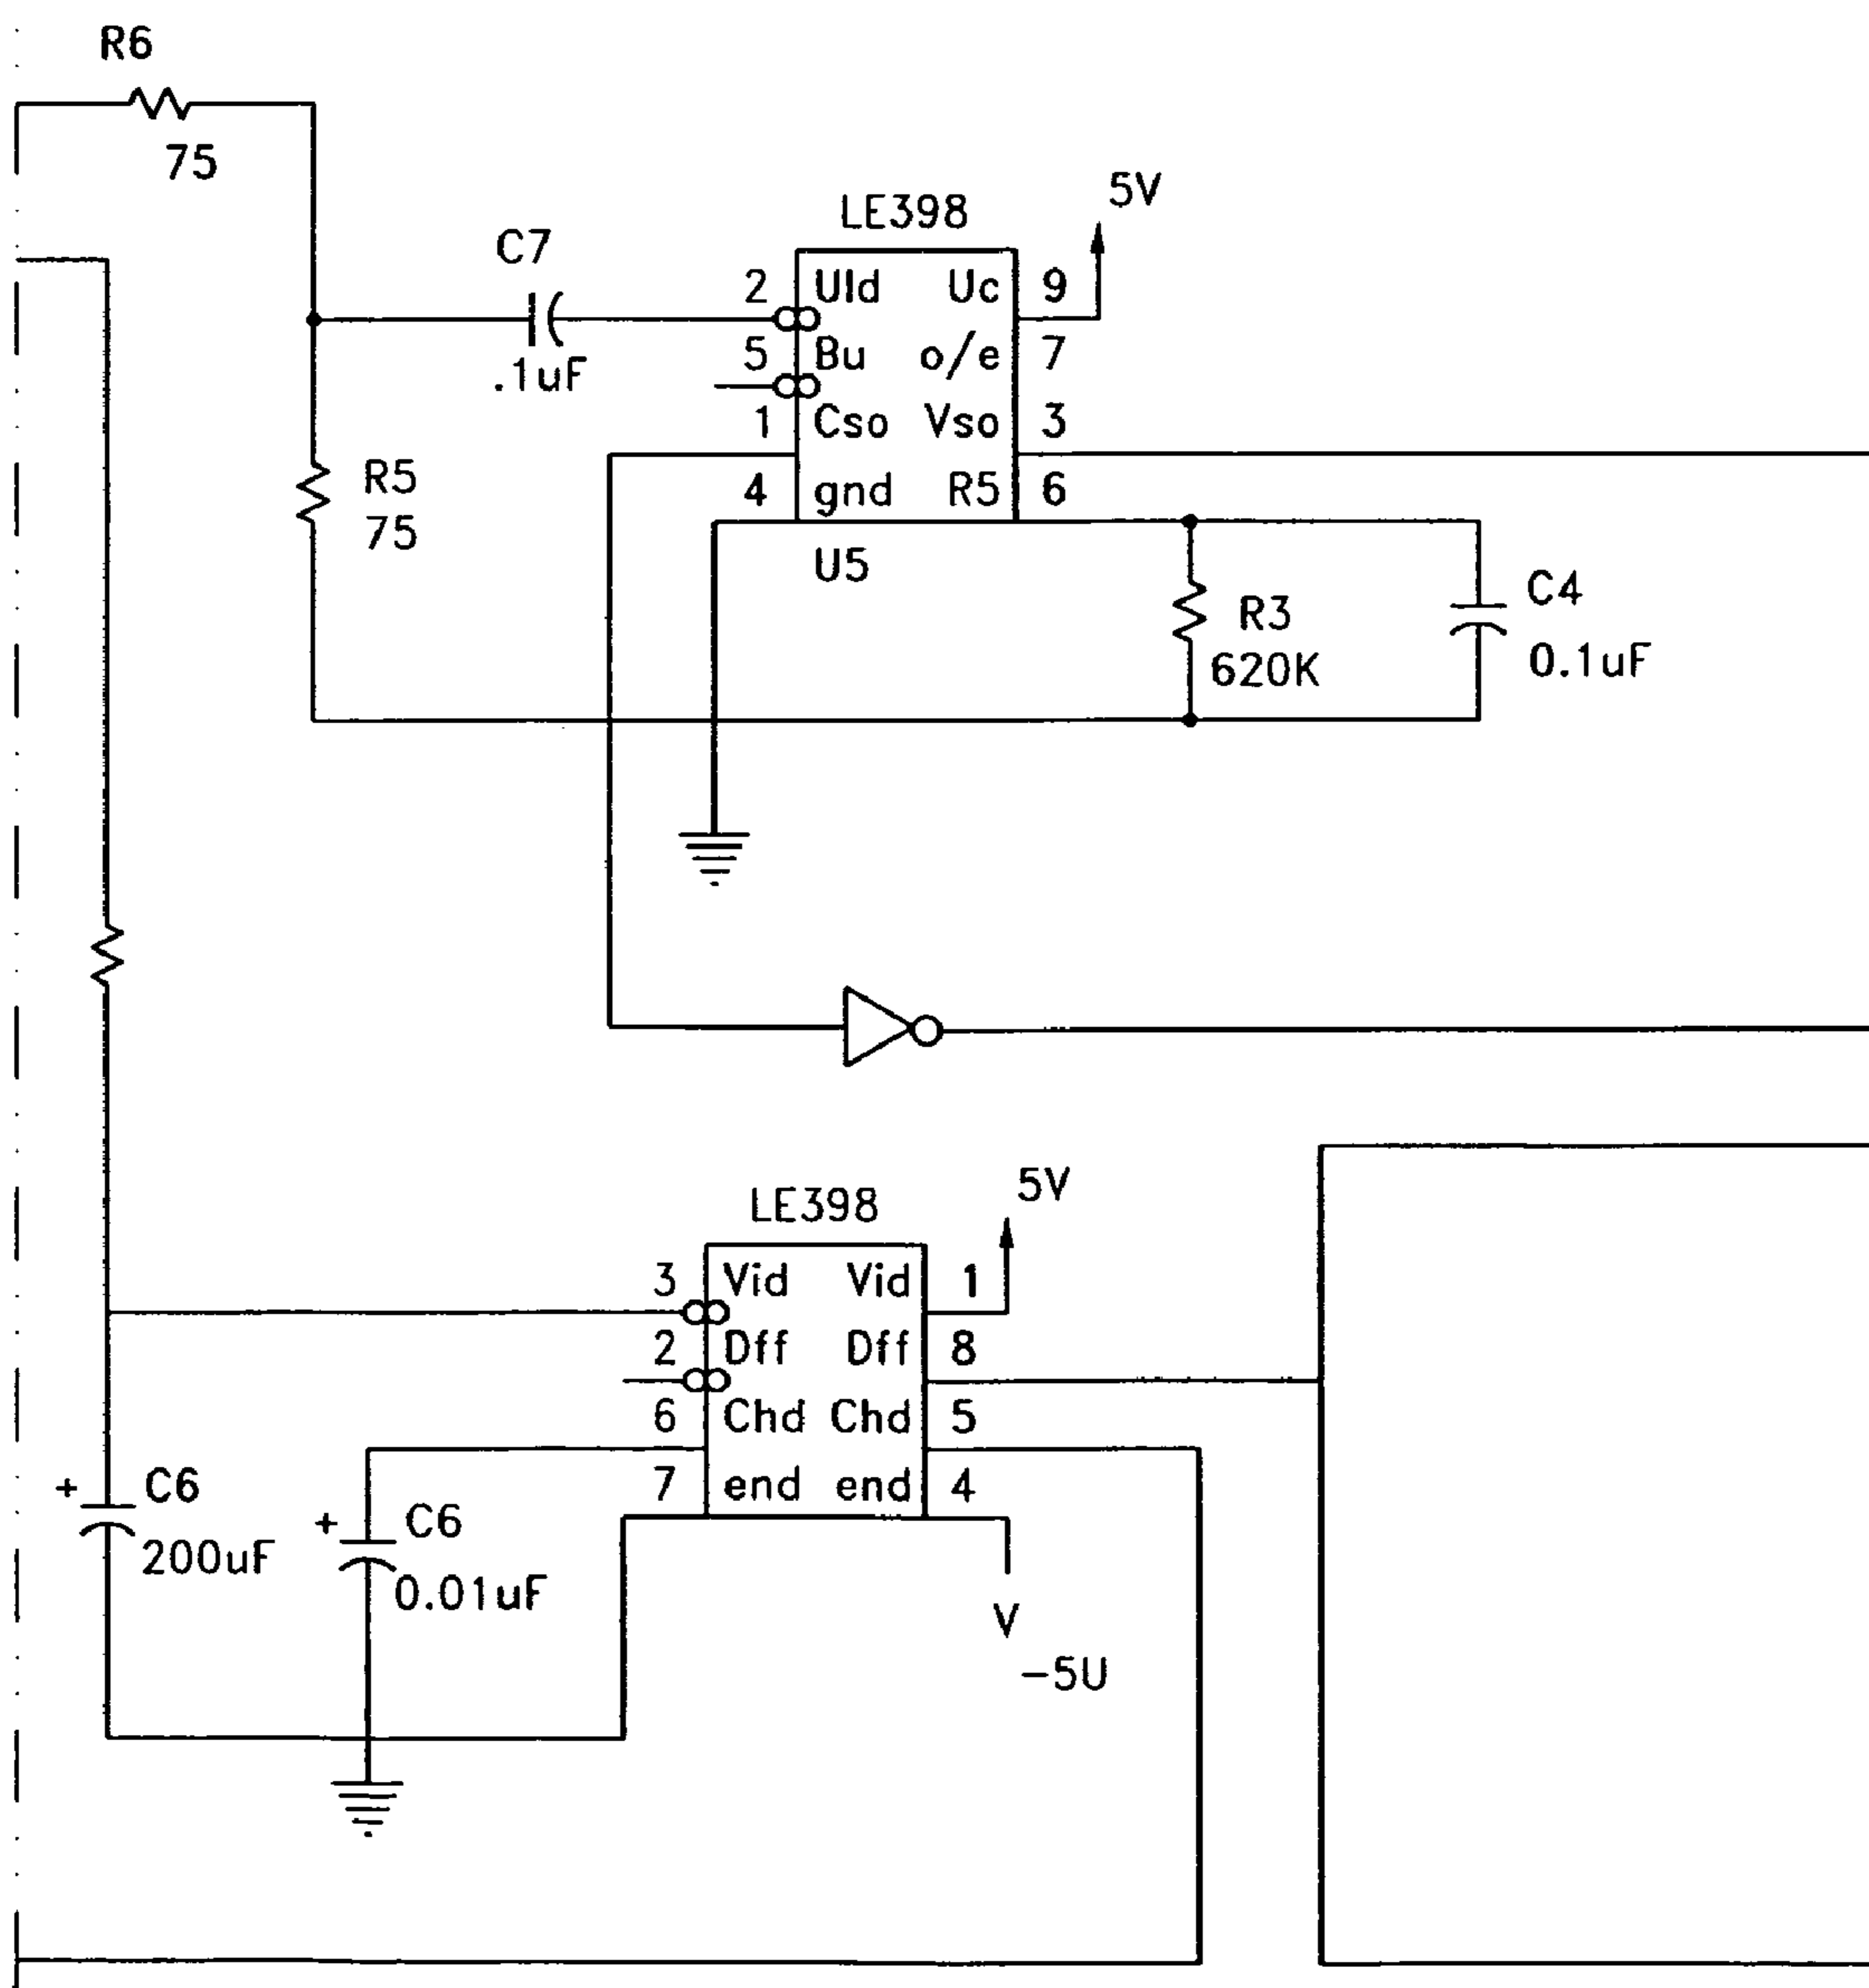 R6
75
LE398
5V
C7
.1uF
2 UId Uc 9
5 Bu o/e 7
1 Cso Vso 3
4 gnd R5 6
U5
R5
75
R3
620K
C4
0.1uF
LE398
5V
3 Vid Vid 1
2 Dff Dff 8
6 Chd Chd 5
7 end end 4
+ C6
200uF
+ C6
0.01uF
V
-5U